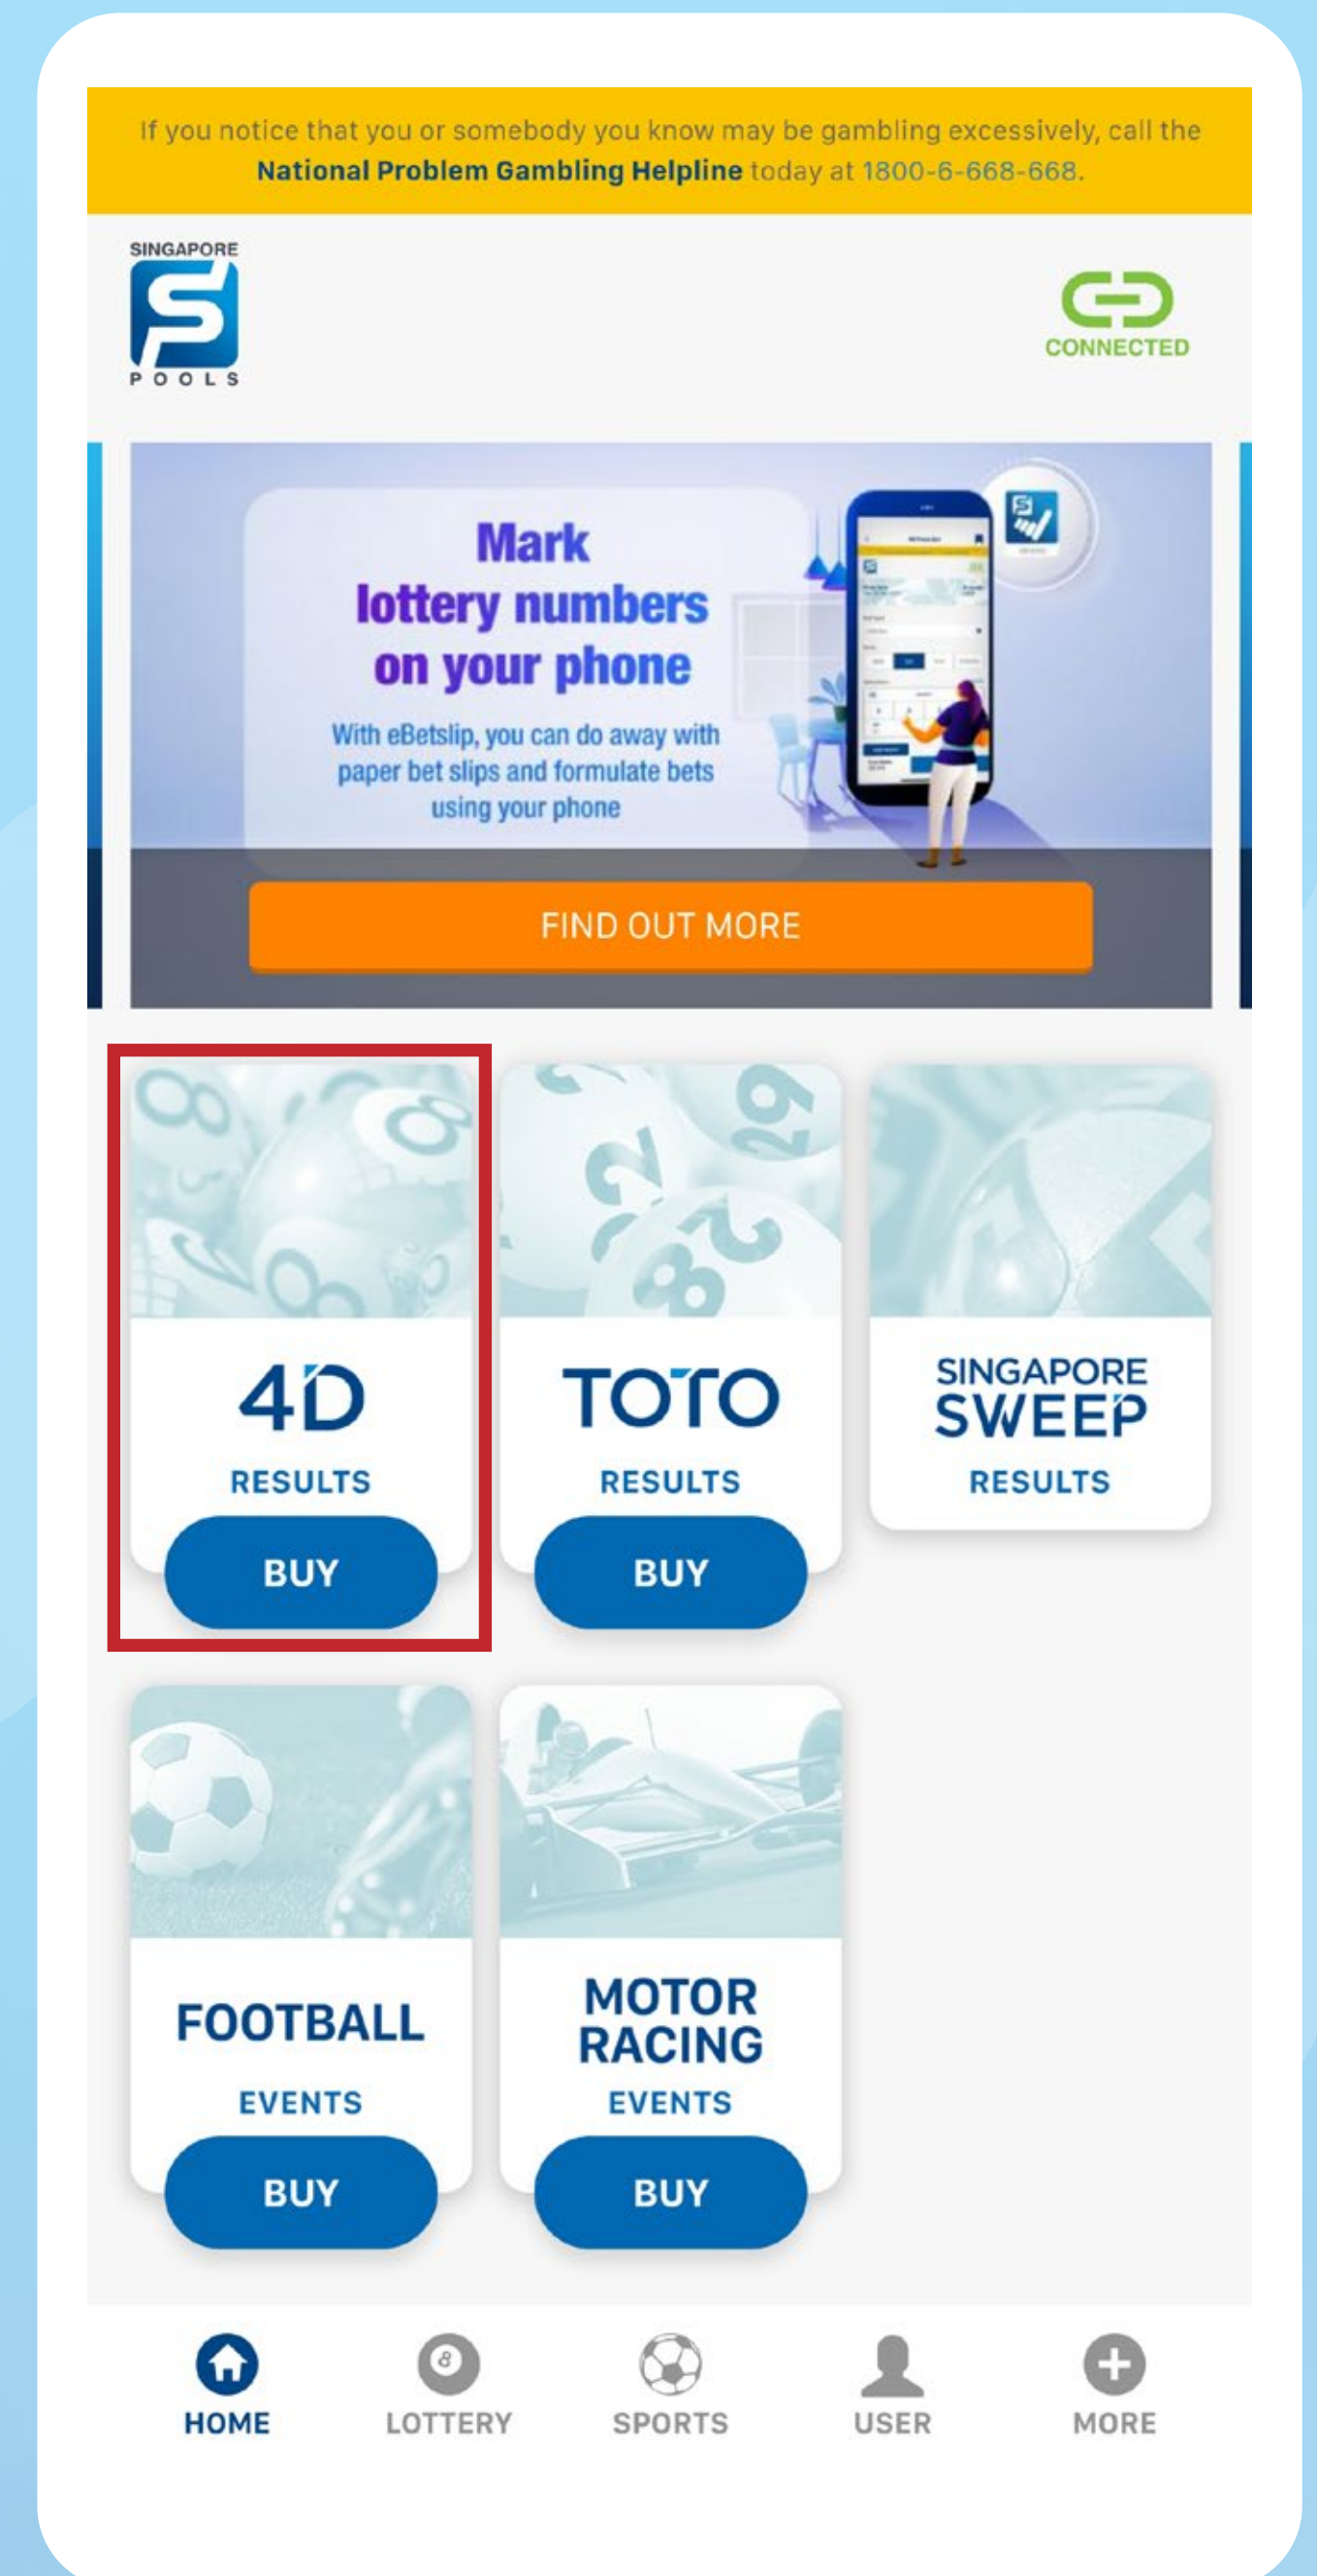 If you notice that you or somebody you know may be gambling excessively, call the
National Problem Gambling Helpline today at 1800-6-668-668.
SINGAPORE
POOLS
CONNECTED
Mark
lottery numbers
on your phone
With eBetslip, you can do away with
paper bet slips and formulate bets
using your phone
FIND OUT MORE
4D
RESULTS
BUY
TOTO
RESULTS
BUY
SINGAPORE
SWEEP
RESULTS
FOOTBALL
EVENTS
BUY
MOTOR
RACING
EVENTS
BUY
HOME
LOTTERY
SPORTS
USER
MORE